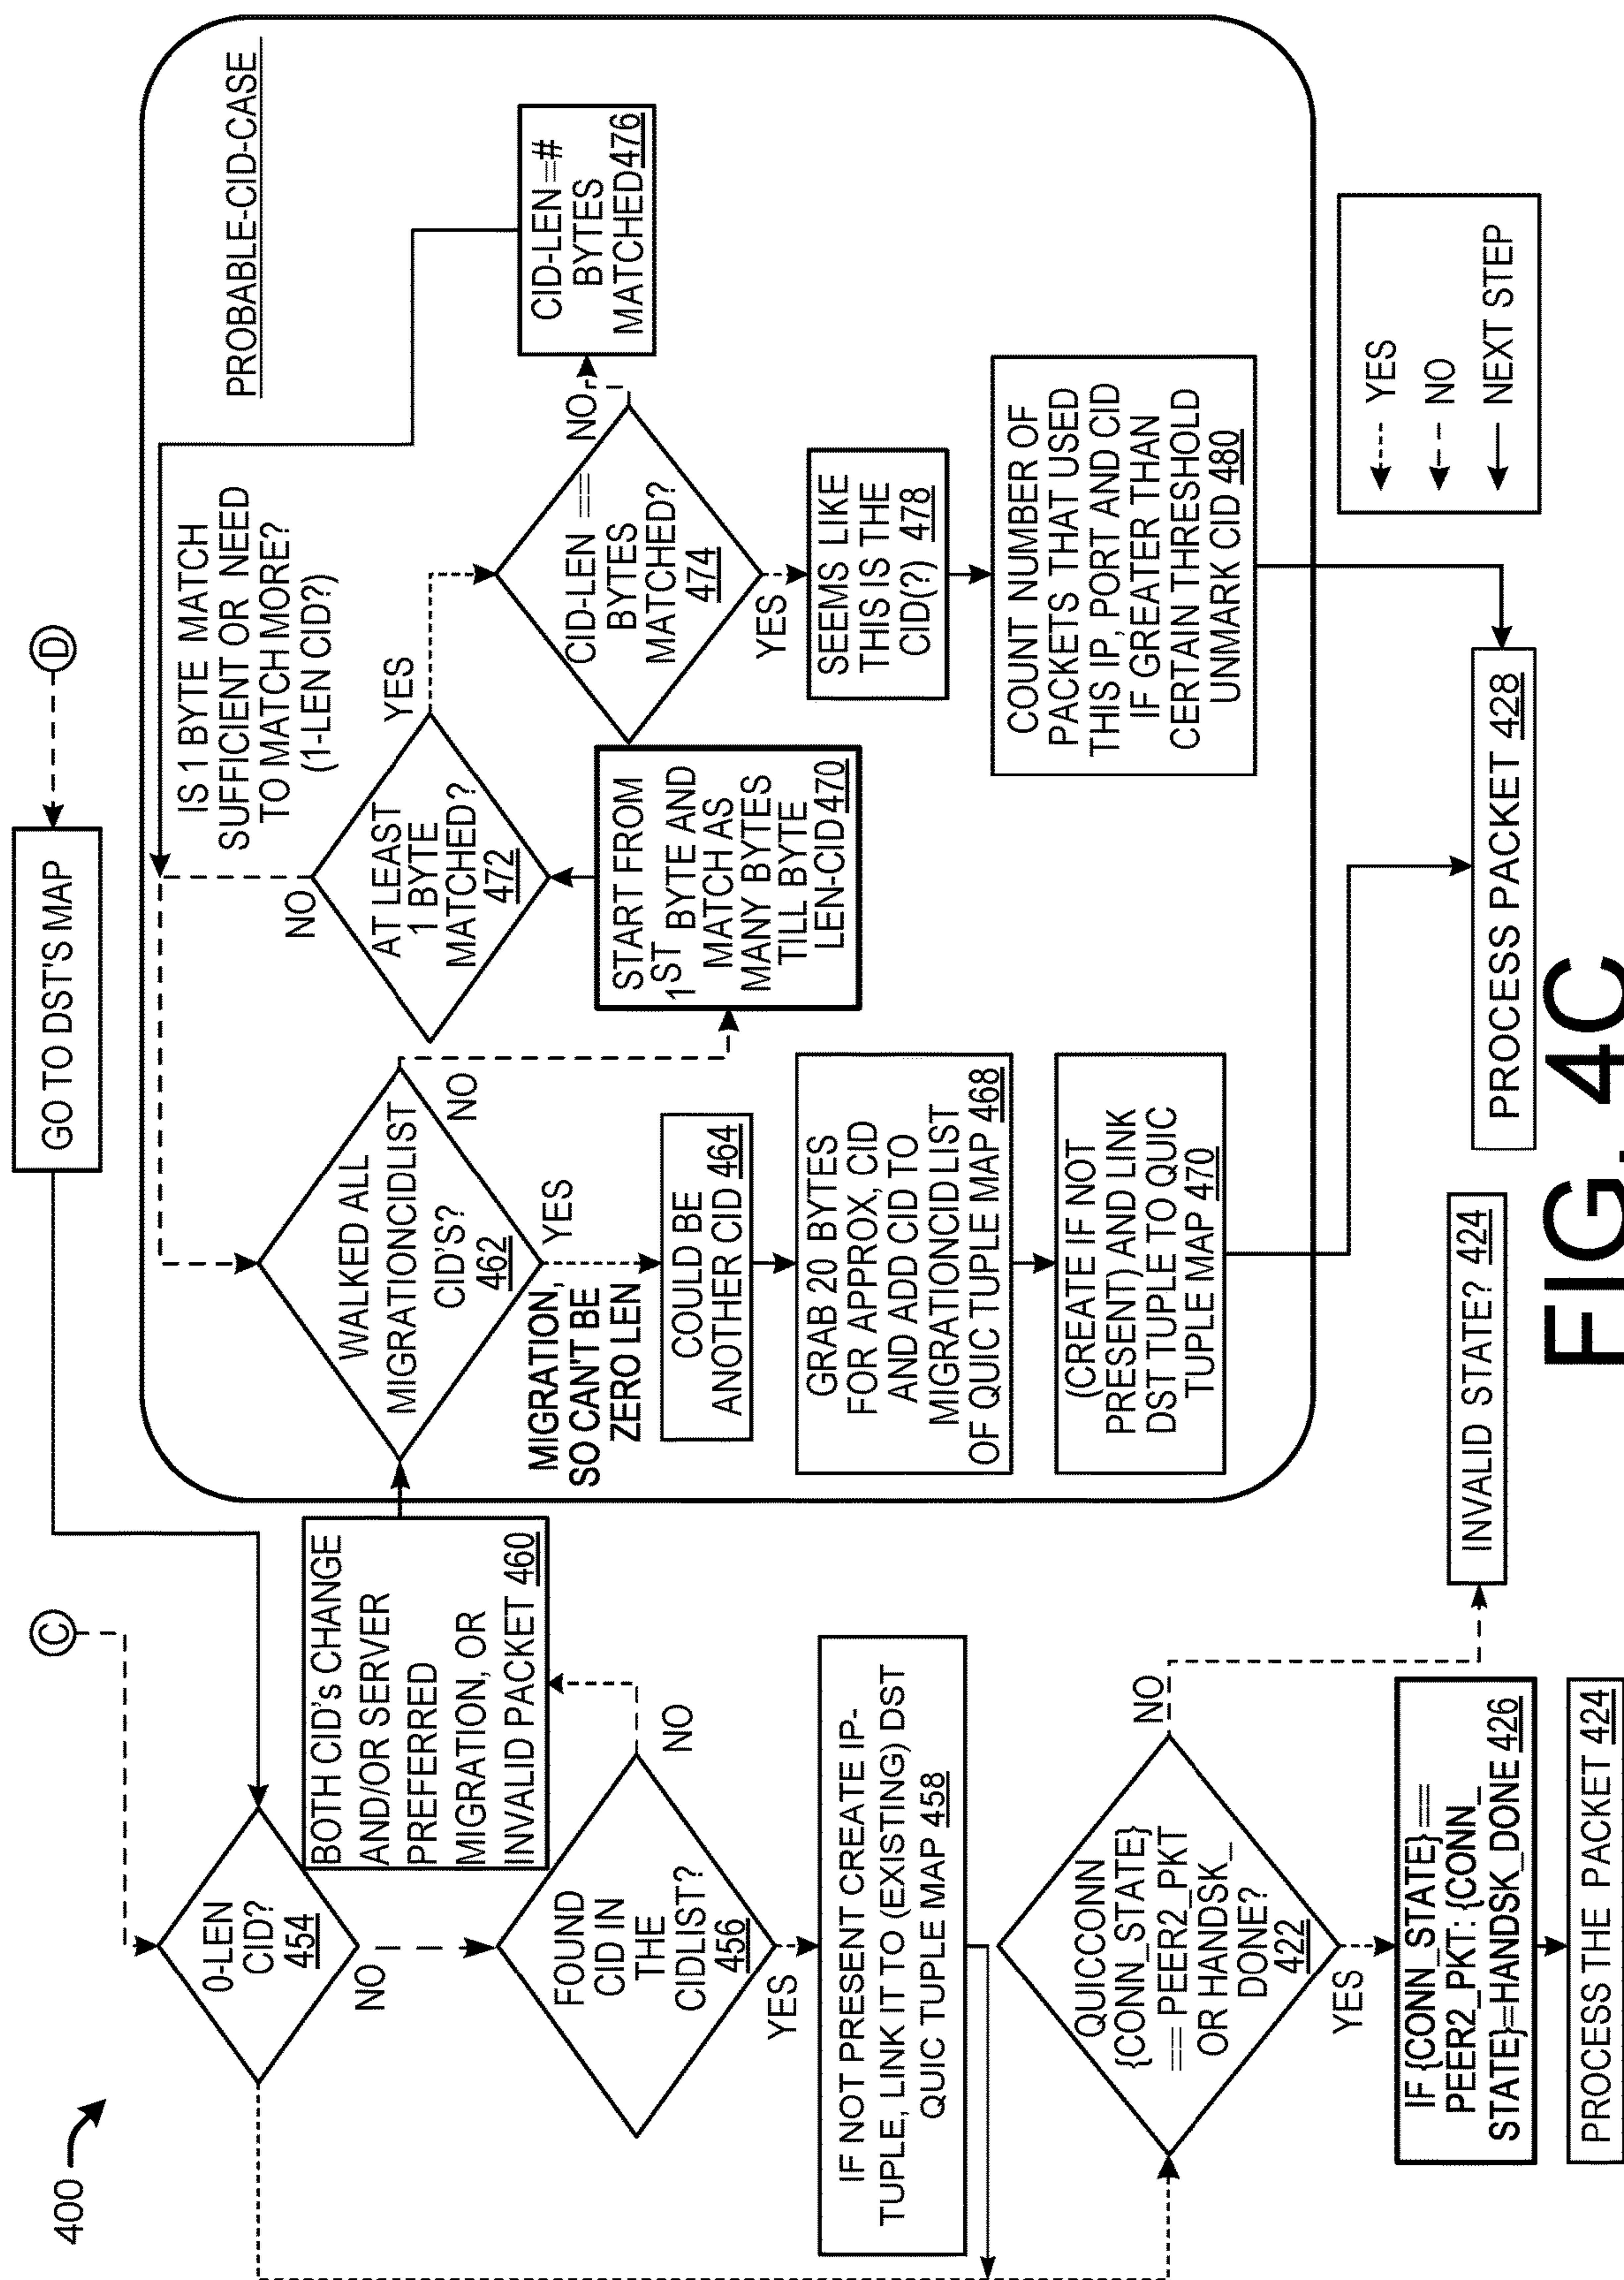 400
C
D
GO TO DST'S MAP
0-LEN
CID?
454
NO
BOTH CID's CHANGE
AND/OR SERVER
PREFERRED
MIGRATION, OR
INVALID PACKET 460
FOUND
CID IN
THE
CIDLIST?
456
NO
YES
IF NOT PRESENT CREATE IP-
TUPLE, LINK IT TO (EXISTING) DST
QUIC TUPLE MAP 458
QUICCONN
{CONN_STATE}
== PEER2_PKT
OR HANDSK_
DONE?
422
NO
YES
INVALID STATE? 424
IF {CONN_STATE} ==
PEER2_PKT: {CONN_
STATE}=HANDSK_DONE 426
PROCESS THE PACKET 424
PROBABLE-CID-CASE
WALKED ALL
MIGRATIONCIDLIST
CID'S?
462
NO
YES
MIGRATION,
SO CAN'T BE
ZERO LEN
COULD BE
ANOTHER CID 464
GRAB 20 BYTES
FOR APPROX, CID
AND ADD CID TO
MIGRATIONCID LIST
OF QUIC TUPLE MAP 468
(CREATE IF NOT
PRESENT) AND LINK
DST TUPLE TO QUIC
TUPLE MAP 470
IS 1 BYTE MATCH
SUFFICIENT OR NEED
TO MATCH MORE?
(1-LEN CID?)
NO
AT LEAST
1 BYTE
MATCHED?
472
YES
START FROM
1ST BYTE AND
MATCH AS
MANY BYTES
TILL BYTE
LEN-CID 470
CID-LEN ==
BYTES
MATCHED?
474
NO
YES
CID-LEN=#
BYTES
MATCHED 476
SEEMS LIKE
THIS IS THE
CID(?) 478
COUNT NUMBER OF
PACKETS THAT USED
THIS IP, PORT AND CID
IF GREATER THAN
CERTAIN THRESHOLD
UNMARK CID 480
PROCESS PACKET 428
YES
NO
NEXT STEP
FIG. 4C